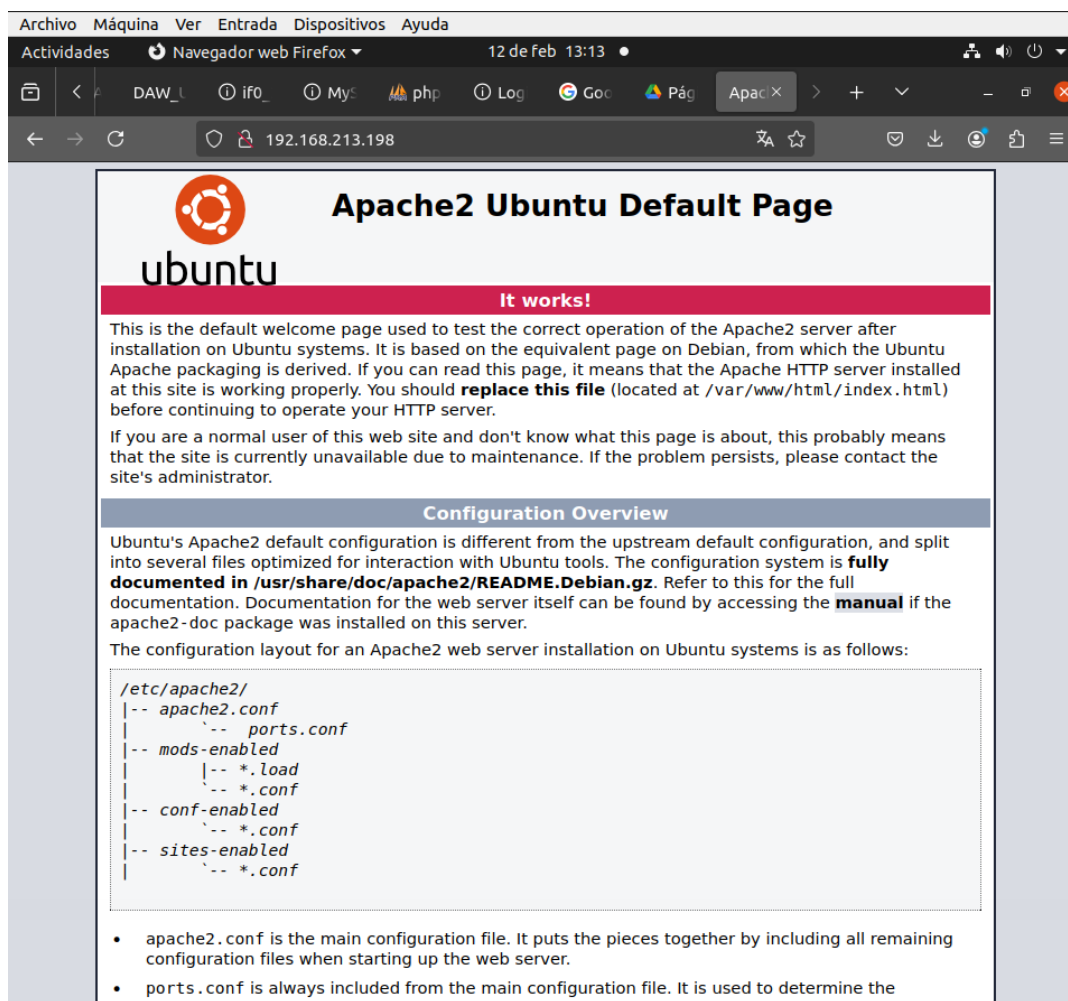 Archivo Máquina Ver Entrada Dispositivos Ayuda
Actividades Navegador web Firefox 12 de feb 13:13
DAW_ if0_ My php Log Goo Pág Apac
192.168.213.198
ubuntu
Apache2 Ubuntu Default Page
It works!
This is the default welcome page used to test the correct operation of the Apache2 server after
installation on Ubuntu systems. It is based on the equivalent page on Debian, from which the Ubuntu
Apache packaging is derived. If you can read this page, it means that the Apache HTTP server installed
at this site is working properly. You should replace this file (located at /var/www/html/index.html)
before continuing to operate your HTTP server.
If you are a normal user of this web site and don't know what this page is about, this probably means
that the site is currently unavailable due to maintenance. If the problem persists, please contact the
site's administrator.
Configuration Overview
Ubuntu's Apache2 default configuration is different from the upstream default configuration, and split
into several files optimized for interaction with Ubuntu tools. The configuration system is fully
documented in /usr/share/doc/apache2/README.Debian.gz. Refer to this for the full
documentation. Documentation for the web server itself can be found by accessing the manual if the
apache2-doc package was installed on this server.
The configuration layout for an Apache2 web server installation on Ubuntu systems is as follows:
/etc/apache2/
|-- apache2.conf
|       `--  ports.conf
|-- mods-enabled
|       |-- *.load
|       `-- *.conf
|-- conf-enabled
|       `-- *.conf
|-- sites-enabled
|       `-- *.conf
• apache2.conf is the main configuration file. It puts the pieces together by including all remaining
configuration files when starting up the web server.
• ports.conf is always included from the main configuration file. It is used to determine the